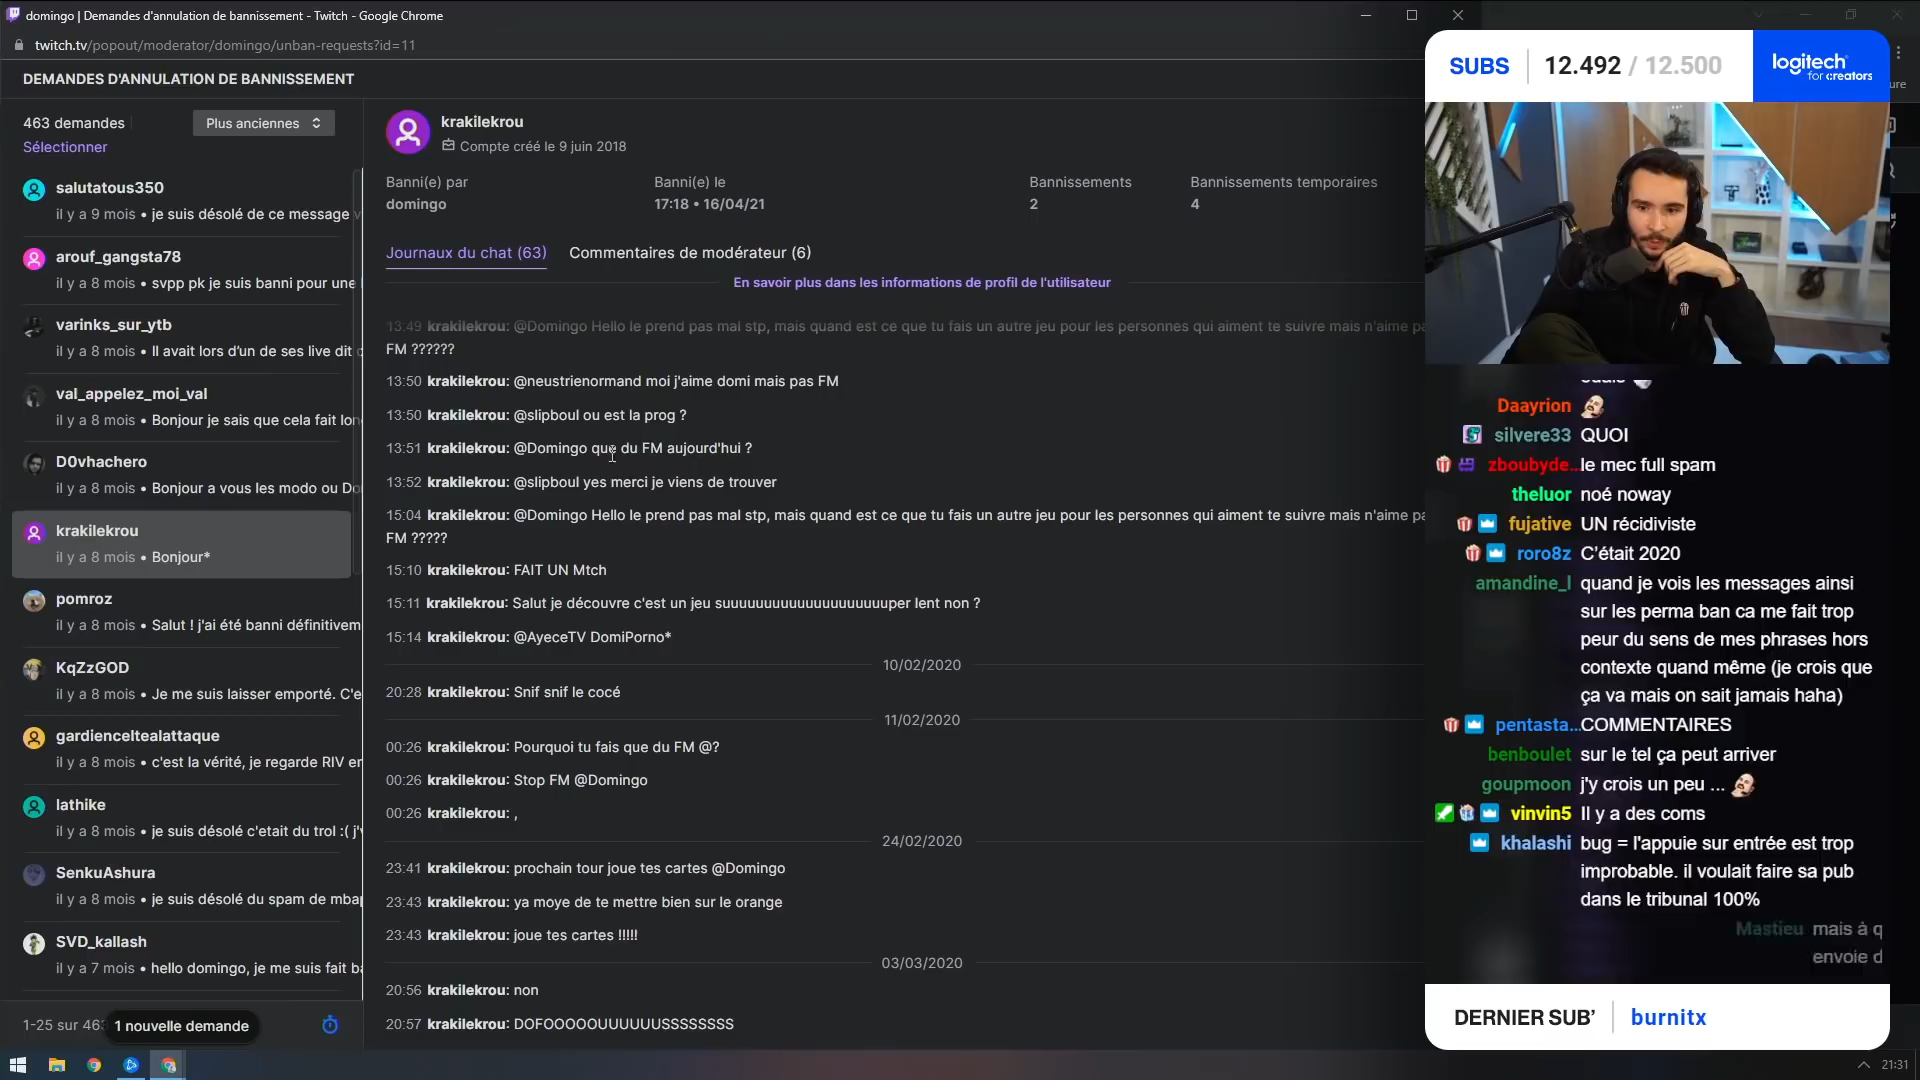 domingo | Demandes d'annulation de bannissement - Twitch - Google Chrome
twitch.tv/popout/moderator/domingo/unban-requests?id=11
DEMANDES D'ANNULATION DE BANNISSEMENT
463 demandes
Plus anciennes
Sélectionner
salutatous350
il y a 9 mois • je suis désolé de ce message
arouf_gangsta78
il y a 8 mois • svpp pk je suis banni pour une
varinks_sur_ytb
il y a 8 mois • Il avait lors d'un de ses live dit
val_appelez_moi_val
il y a 8 mois • Bonjour je sais que cela fait lon
D0vhachero
il y a 8 mois • Bonjour a vous les modo ou Do
krakilekrou
il y a 8 mois • Bonjour*
pomroz
il y a 8 mois • Salut ! j'ai été banni définitivem
KqZzGOD
il y a 8 mois • Je me suis laisser emporté. C'e
gardienceltealattaque
il y a 8 mois • c'est la vérité, je regarde RIV er
lathike
il y a 8 mois • je suis désolé c'etait du trol :( j'
SenkuAshura
il y a 8 mois • je suis désolé du spam de mba
SVD_kallash
il y a 7 mois • hello domingo, je me suis fait b
1-25 sur 463
1 nouvelle demande
krakilekrou
Compte créé le 9 juin 2018
Banni(e) par
domingo
Banni(e) le
17:18 • 16/04/21
Bannissements
2
Bannissements temporaires
4
Journaux du chat (63)
Commentaires de modérateur (6)
En savoir plus dans les informations de profil de l'utilisateur
13:49 krakilekrou: @Domingo Hello le prend pas mal stp, mais quand est ce que tu fais un autre jeu pour les personnes qui aiment te suivre mais n'aime pa
FM ??????
13:50 krakilekrou: @neustrienormand moi j'aime domi mais pas FM
13:50 krakilekrou: @slipboul ou est la prog ?
13:51 krakilekrou: @Domingo que du FM aujourd'hui ?
13:52 krakilekrou: @slipboul yes merci je viens de trouver
15:04 krakilekrou: @Domingo Hello le prend pas mal stp, mais quand est ce que tu fais un autre jeu pour les personnes qui aiment te suivre mais n'aime pa
FM ?????
15:10 krakilekrou: FAIT UN Mtch
15:11 krakilekrou: Salut je découvre c'est un jeu suuuuuuuuuuuuuuuuuuuper lent non ?
15:14 krakilekrou: @AyeceTV DomiPorno*
10/02/2020
20:28 krakilekrou: Snif snif le cocé
11/02/2020
00:26 krakilekrou: Pourquoi tu fais que du FM @?
00:26 krakilekrou: Stop FM @Domingo
00:26 krakilekrou: ,
24/02/2020
23:41 krakilekrou: prochain tour joue tes cartes @Domingo
23:43 krakilekrou: ya moye de te mettre bien sur le orange
23:43 krakilekrou: joue tes cartes !!!!!
03/03/2020
20:56 krakilekrou: non
20:57 krakilekrou: DOFOOOOOUUUUUUSSSSSSSS
SUBS
12.492 / 12.500
logitech
for creators
ure
Daayrion
silvere33 QUOI
zboubyde... le mec full spam
theluor noé noway
fujative UN récidiviste
roro8z C'était 2020
amandine_l quand je vois les messages ainsi
sur les perma ban ca me fait trop
peur du sens de mes phrases hors
contexte quand même (je crois que
ça va mais on sait jamais haha)
pentasta... COMMENTAIRES
benboulet sur le tel ça peut arriver
goupmoon j'y crois un peu ...
vinvin5 Il y a des coms
khalashi bug = l'appuie sur entrée est trop
improbable. il voulait faire sa pub
dans le tribunal 100%
Mastieu mais à q
envoie d
DERNIER SUB' burnitx
21:31